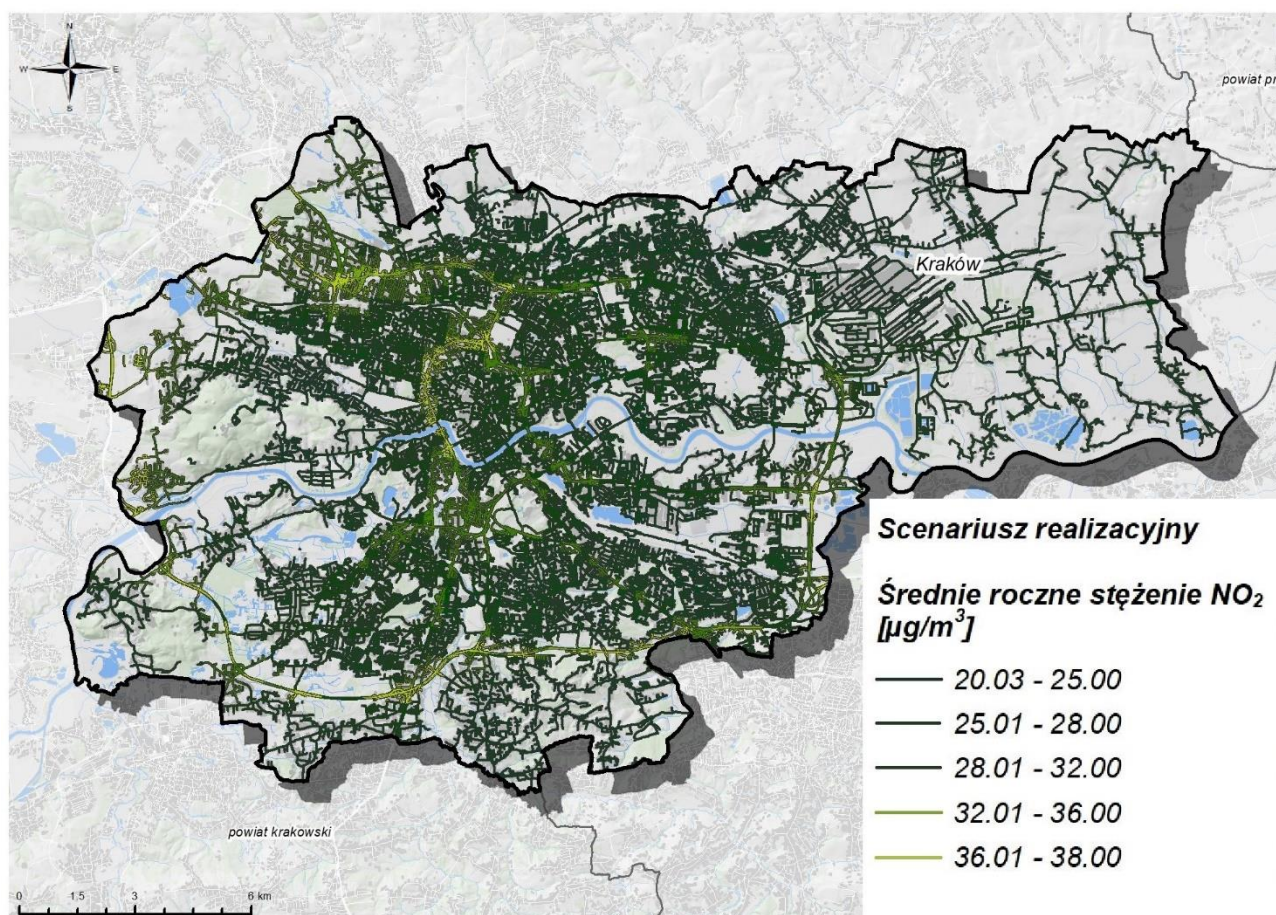 N
W
E
S
powiat pr
Kraków
Scenariusz realizacyjny
Średnie roczne stężenie NO₂
[µg/m³]
20.03 - 25.00
25.01 - 28.00
28.01 - 32.00
32.01 - 36.00
36.01 - 38.00
powiat krakowski
0 1,5 3 6 km